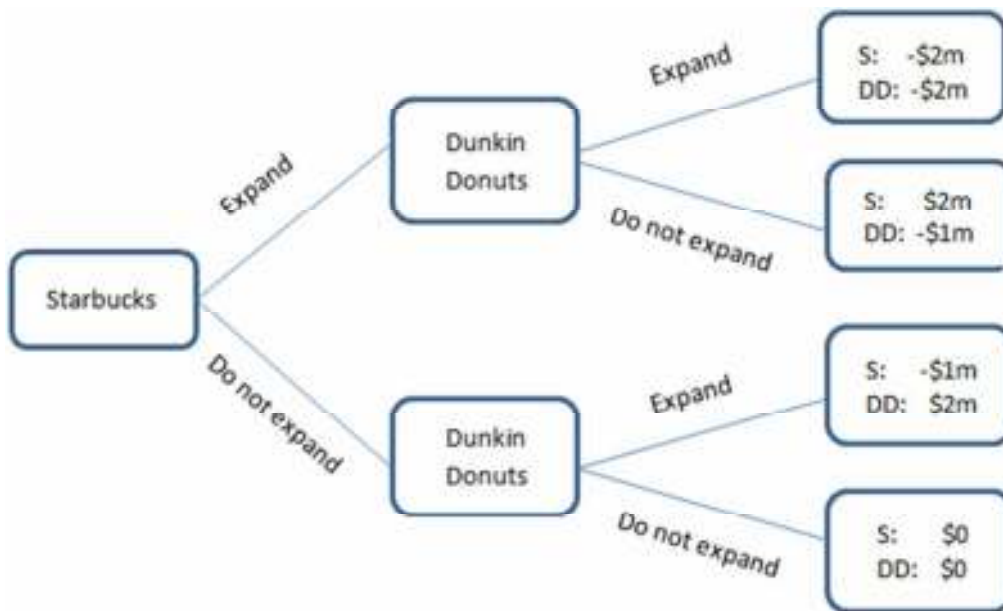 Starbucks
Expand
Do not expand
Dunkin
Donuts
Expand
Do not expand
S: -$2m
DD: -$2m
S: $2m
DD: -$1m
Dunkin
Donuts
Expand
Do not expand
S: -$1m
DD: $2m
S: $0
DD: $0